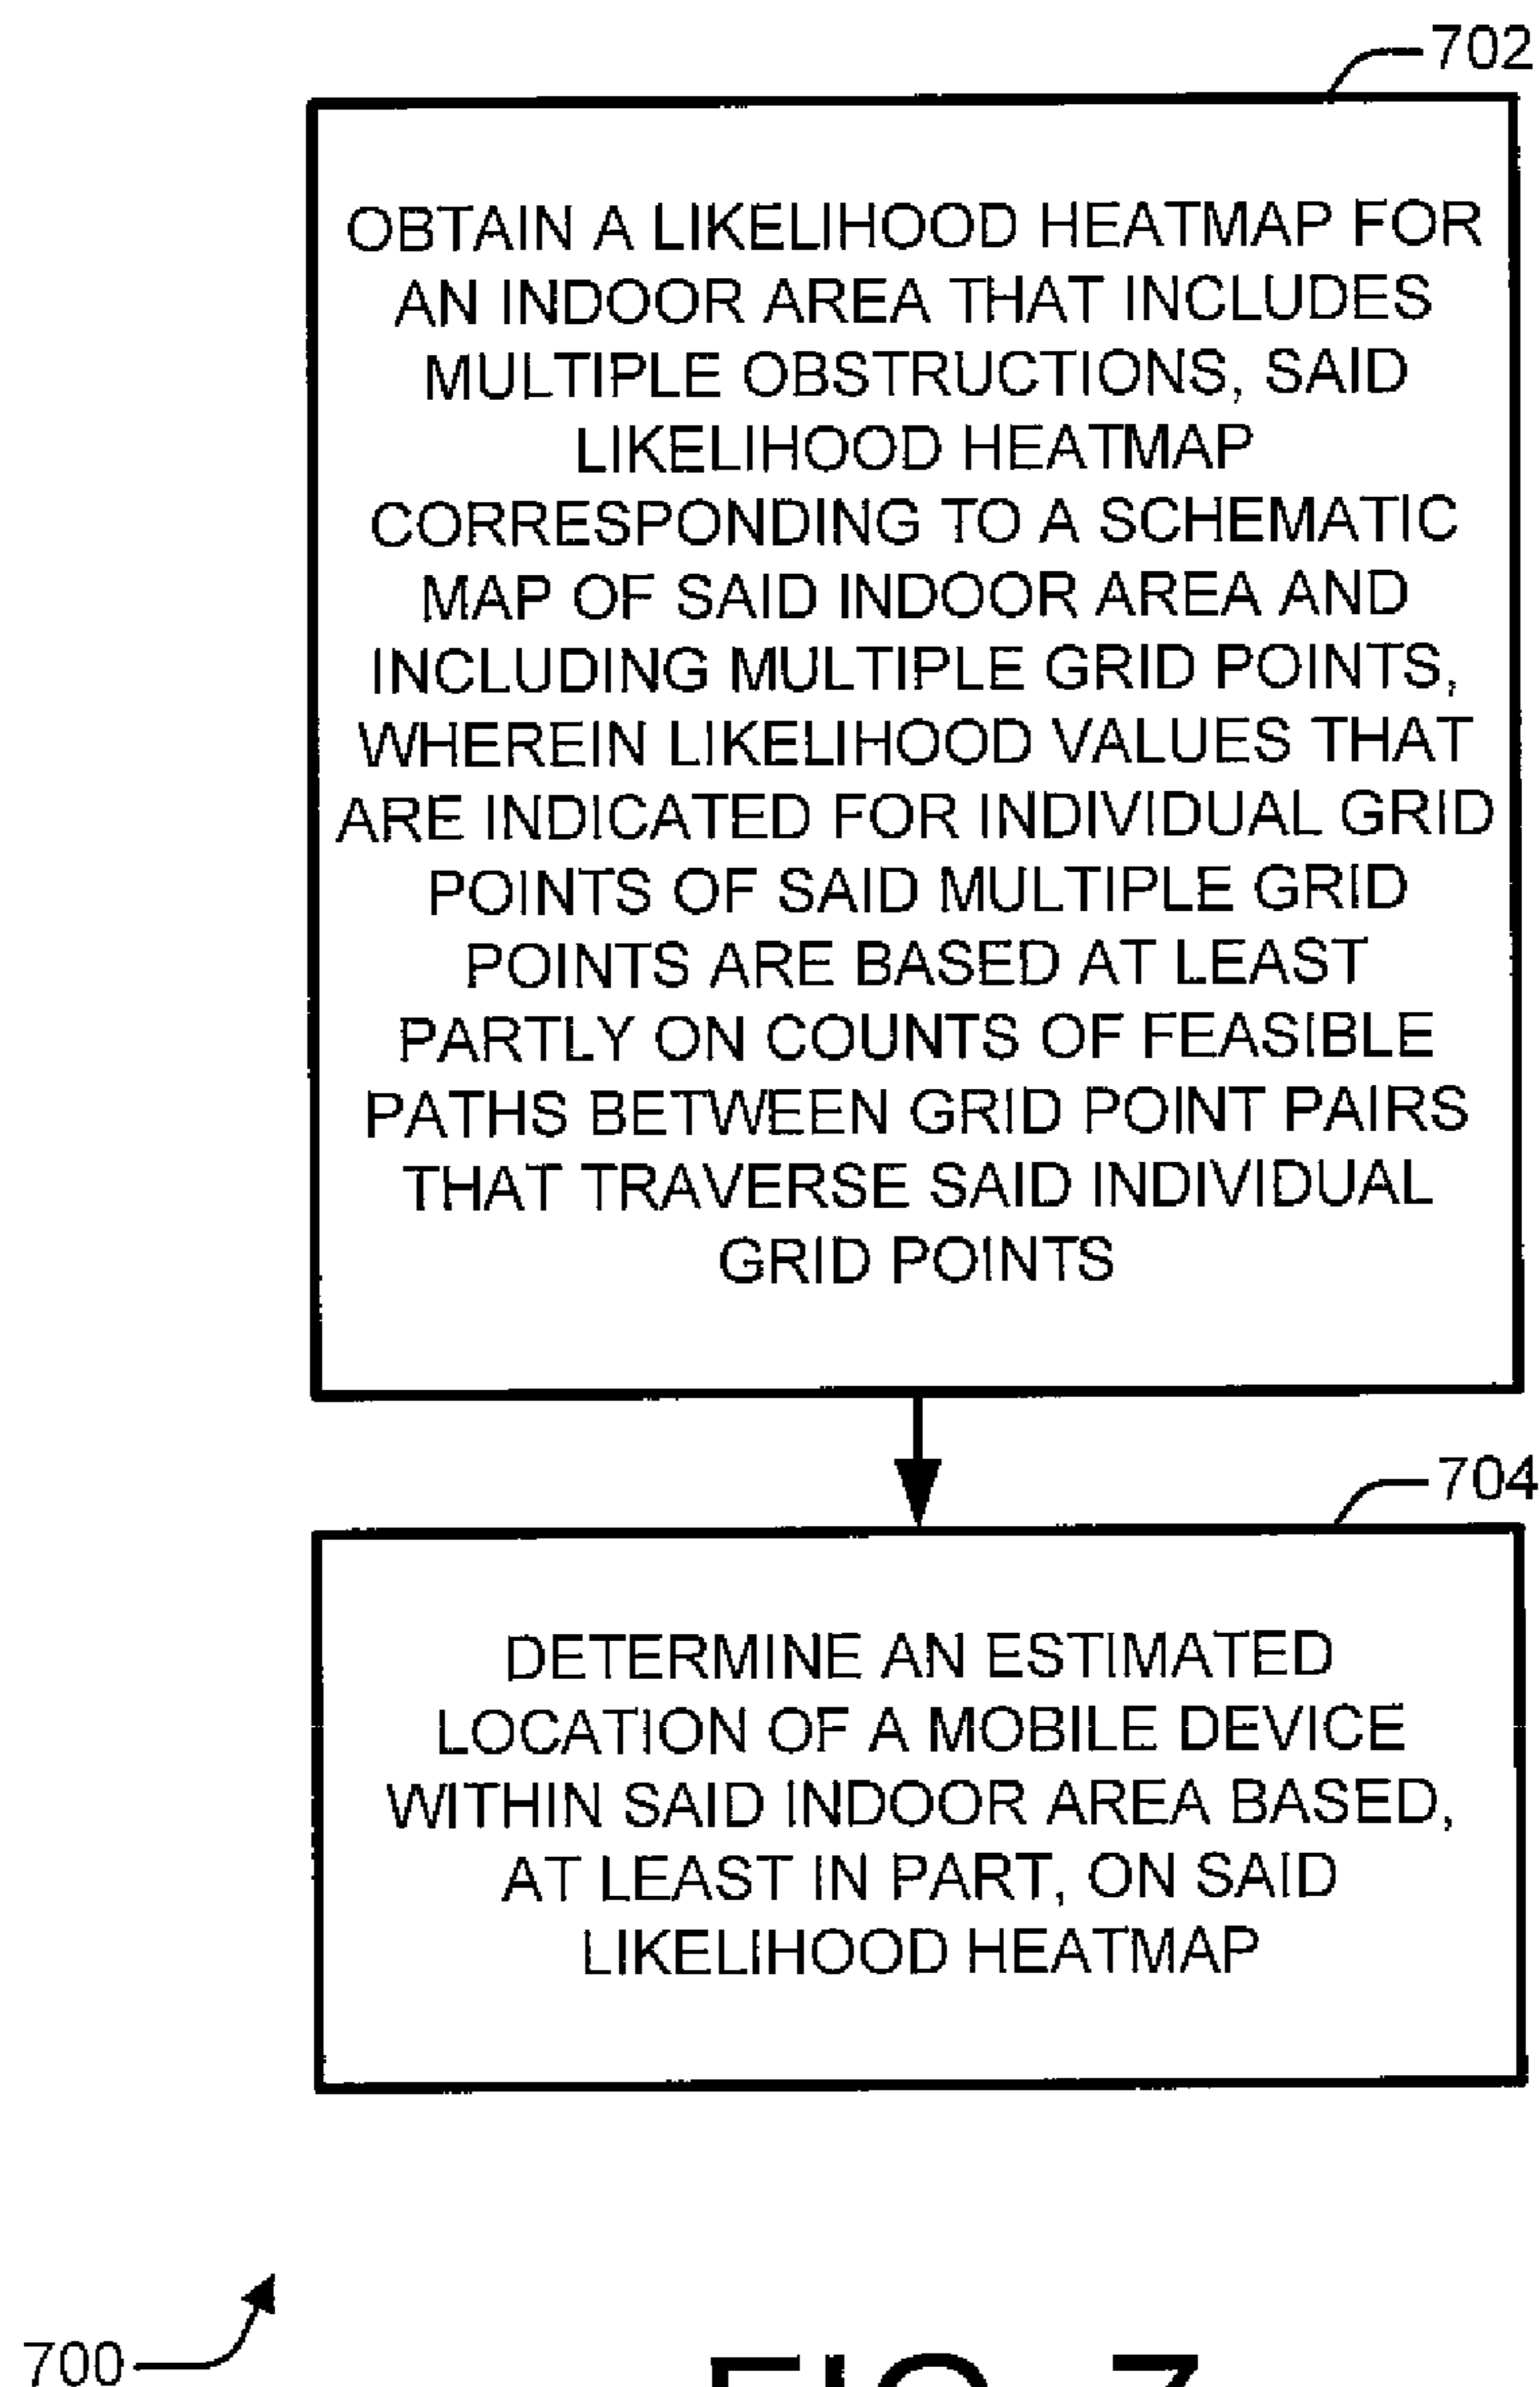 702
OBTAIN A LIKELIHOOD HEATMAP FOR
AN INDOOR AREA THAT INCLUDES
MULTIPLE OBSTRUCTIONS, SAID
LIKELIHOOD HEATMAP
CORRESPONDING TO A SCHEMATIC
MAP OF SAID INDOOR AREA AND
INCLUDING MULTIPLE GRID POINTS,
WHEREIN LIKELIHOOD VALUES THAT
ARE INDICATED FOR INDIVIDUAL GRID
POINTS OF SAID MULTIPLE GRID
POINTS ARE BASED AT LEAST
PARTLY ON COUNTS OF FEASIBLE
PATHS BETWEEN GRID POINT PAIRS
THAT TRAVERSE SAID INDIVIDUAL
GRID POINTS
704
DETERMINE AN ESTIMATED
LOCATION OF A MOBILE DEVICE
WITHIN SAID INDOOR AREA BASED,
AT LEAST IN PART, ON SAID
LIKELIHOOD HEATMAP
700
FIG 7